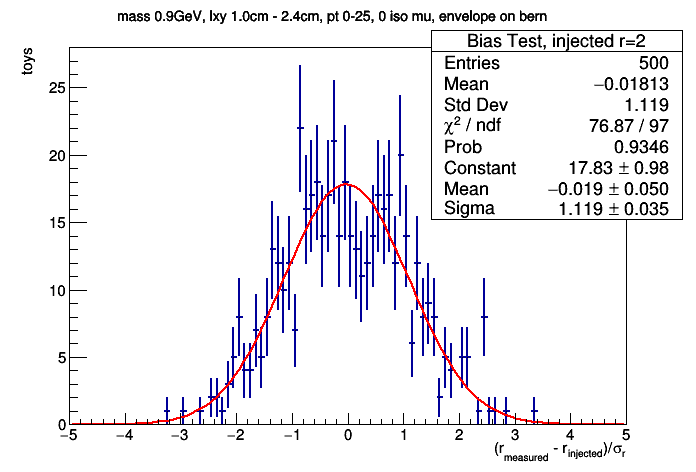 mass 0.9GeV, lxy 1.0cm - 2.4cm, pt 0-25, 0 iso mu, envelope on bern
Bias Test, injected r=2
Entries 500
Mean −0.01813
Std Dev 1.119
χ² / ndf 76.87 / 97
Prob 0.9346
Constant 17.83 ± 0.98
Mean −0.019 ± 0.050
Sigma 1.119 ± 0.035
toys
25
20
15
10
5
0
−5 −4 −3 −2 −1 0 1 2 3 4 5
(r_measured - r_injected)/σ_r